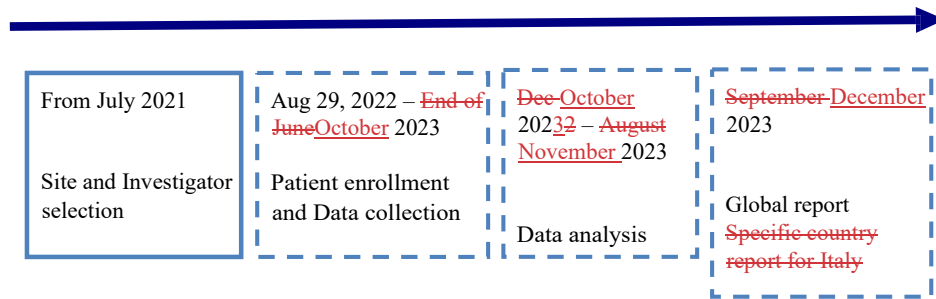 From July 2021
Site and Investigator
selection
Aug 29, 2022 – End of
JuneOctober 2023
Patient enrollment
and Data collection
Dec October
20232 – August
November 2023
Data analysis
September December
2023
Global report
Specific country
report for Italy